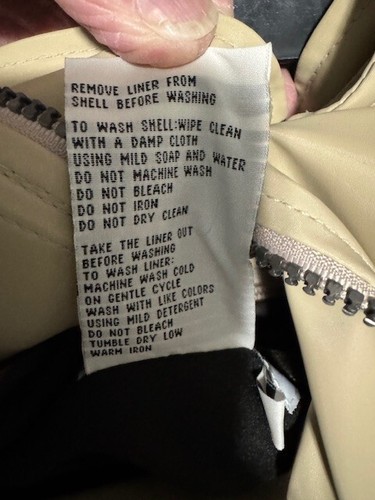 REMOVE LINER FROM
SHELL BEFORE WASHING
TO WASH SHELL:WIPE CLEAN
WITH A DAMP CLOTH
USING MILD SOAP AND WATER
DO NOT MACHINE WASH
DO NOT BLEACH
DO NOT IRON
DO NOT DRY CLEAN
TAKE THE LINER OUT
BEFORE WASHING
TO WASH LINER:
MACHINE WASH COLD
ON GENTLE CYCLE
WASH WITH LIKE COLORS
USING MILD DETERGENT
DO NOT BLEACH
TUMBLE DRY LOW
WARM IRON